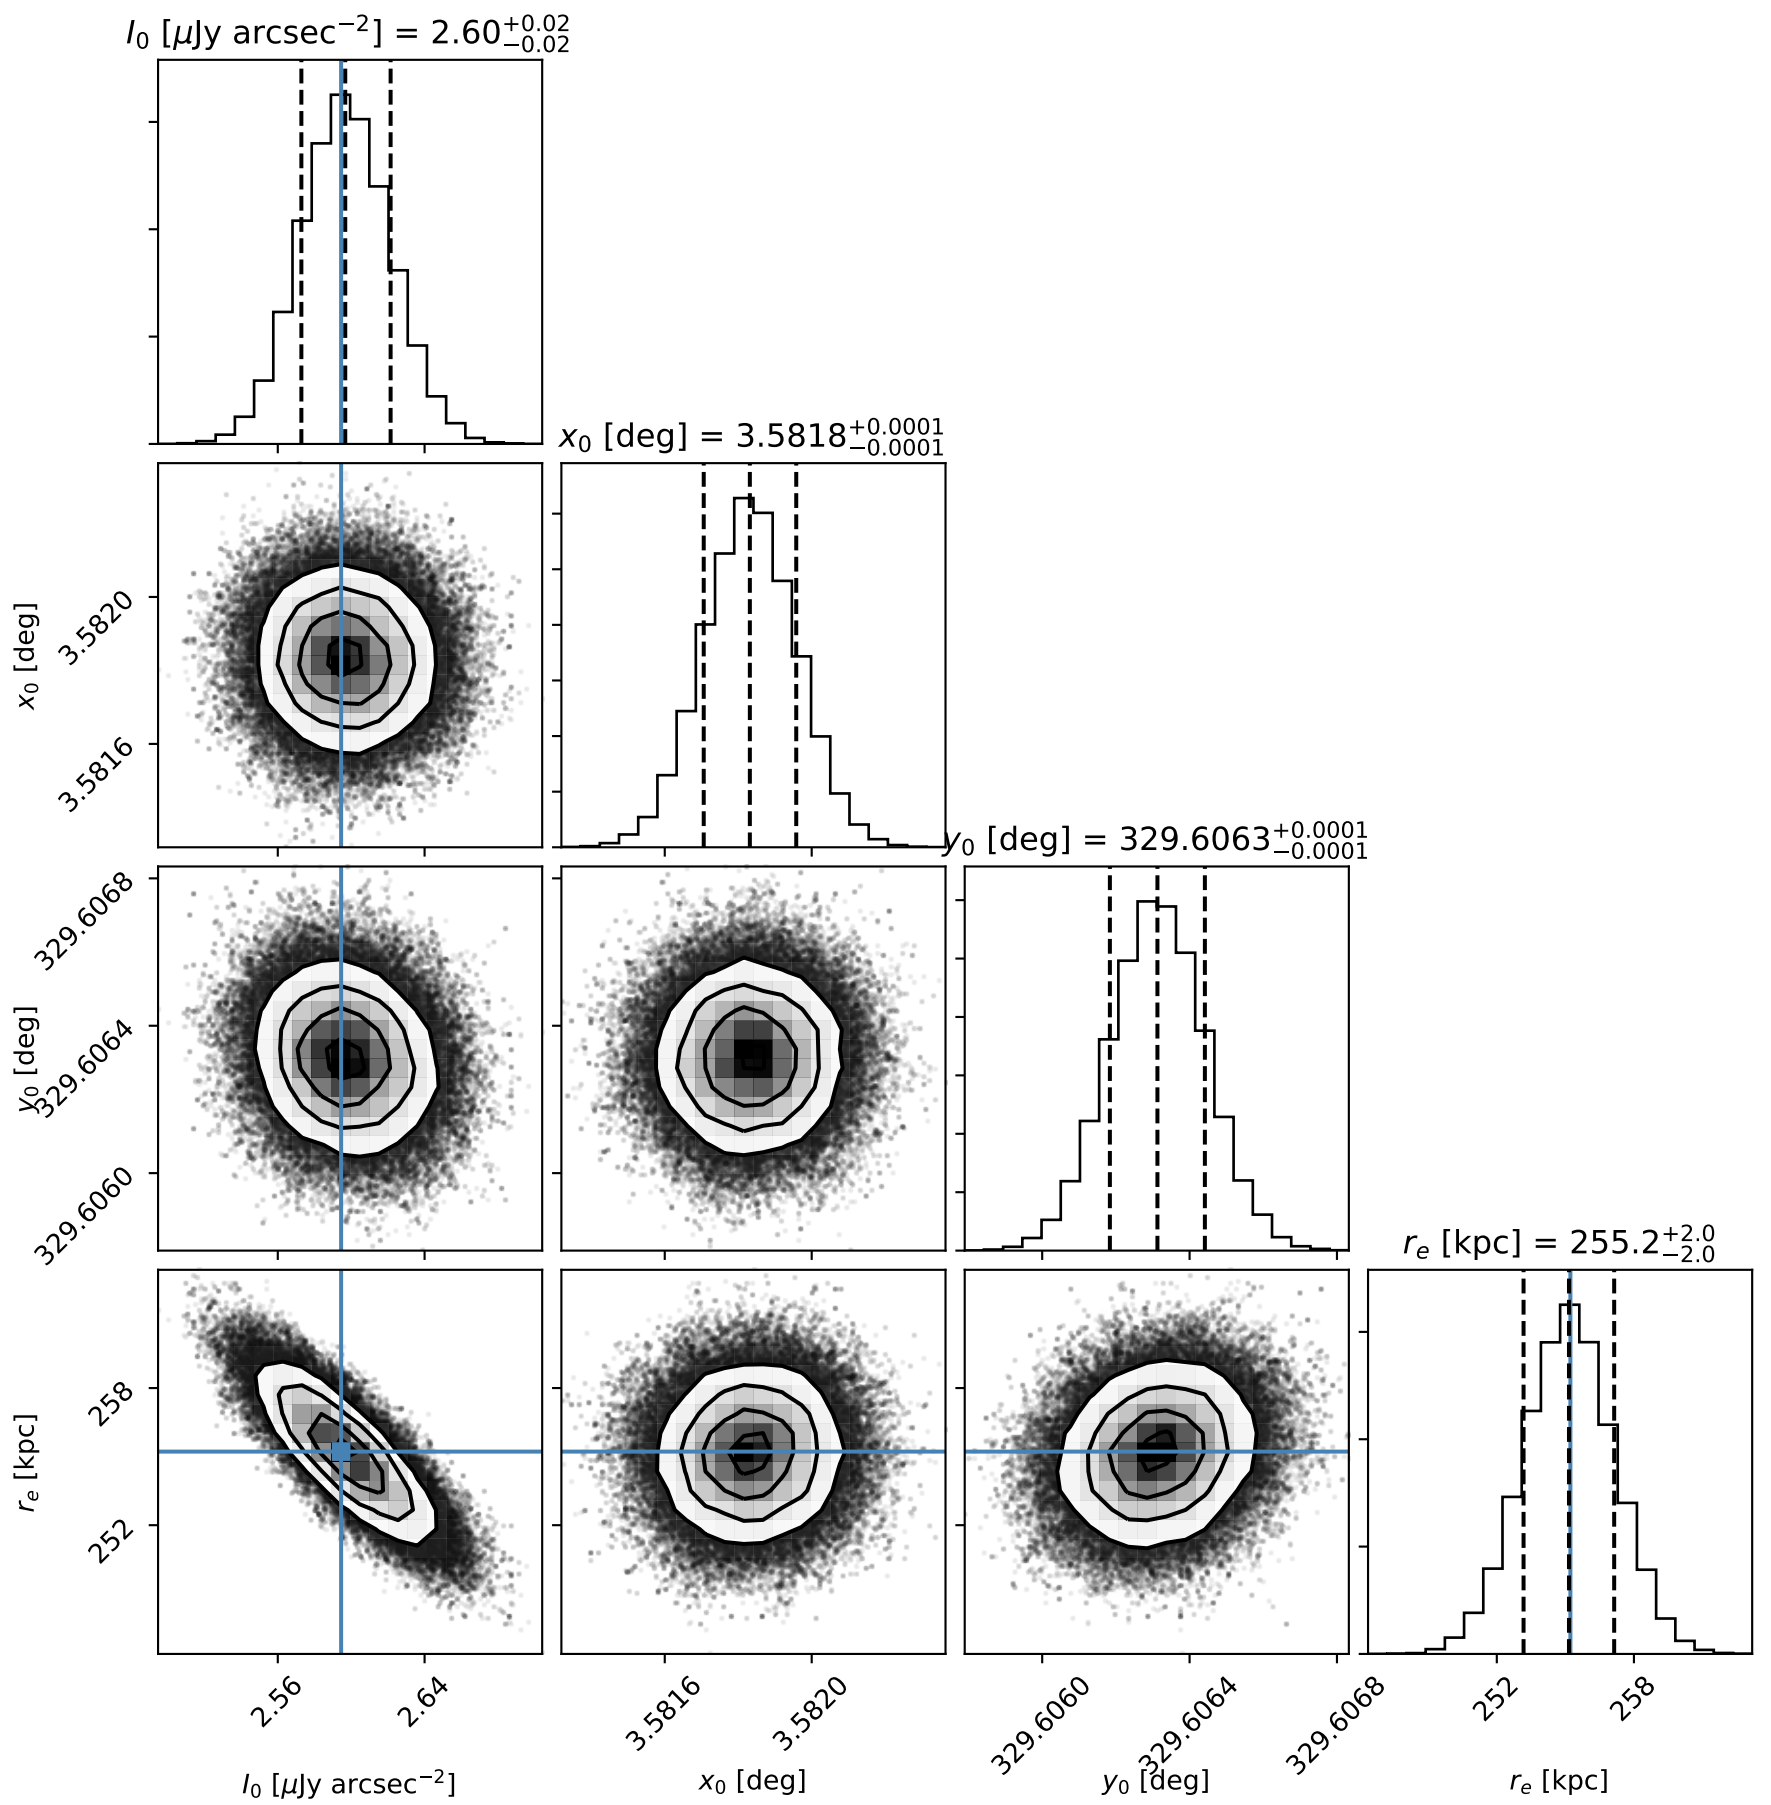 I₀ [μJy arcsec⁻²] = 2.60 +0.02 −0.02
x₀ [deg] = 3.5818 +0.0001 −0.0001
3.5820
3.5816
x₀ [deg]
y₀ [deg] = 329.6063 +0.0001 −0.0001
329.6068
329.6064
329.6060
y₀ [deg]
rₑ [kpc] = 255.2 +2.0 −2.0
258
252
rₑ [kpc]
2.56 2.64 3.5816 3.5820 329.6060 329.6064 329.6068 252 258
I₀ [μJy arcsec⁻²] x₀ [deg] y₀ [deg] rₑ [kpc]